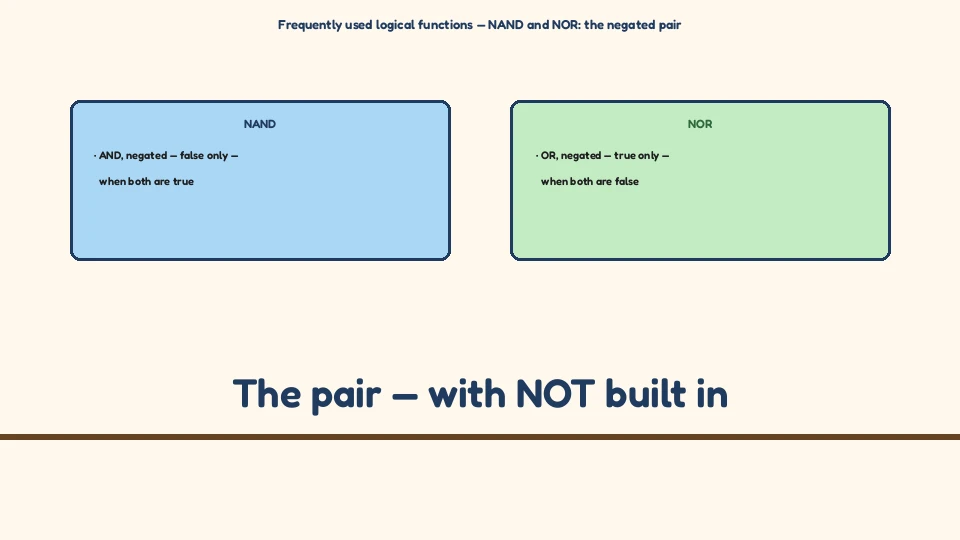 Frequently used logical functions — NAND and NOR: the negated pair
NAND
· AND, negated — false only —
when both are true
NOR
· OR, negated — true only —
when both are false
The pair — with NOT built in